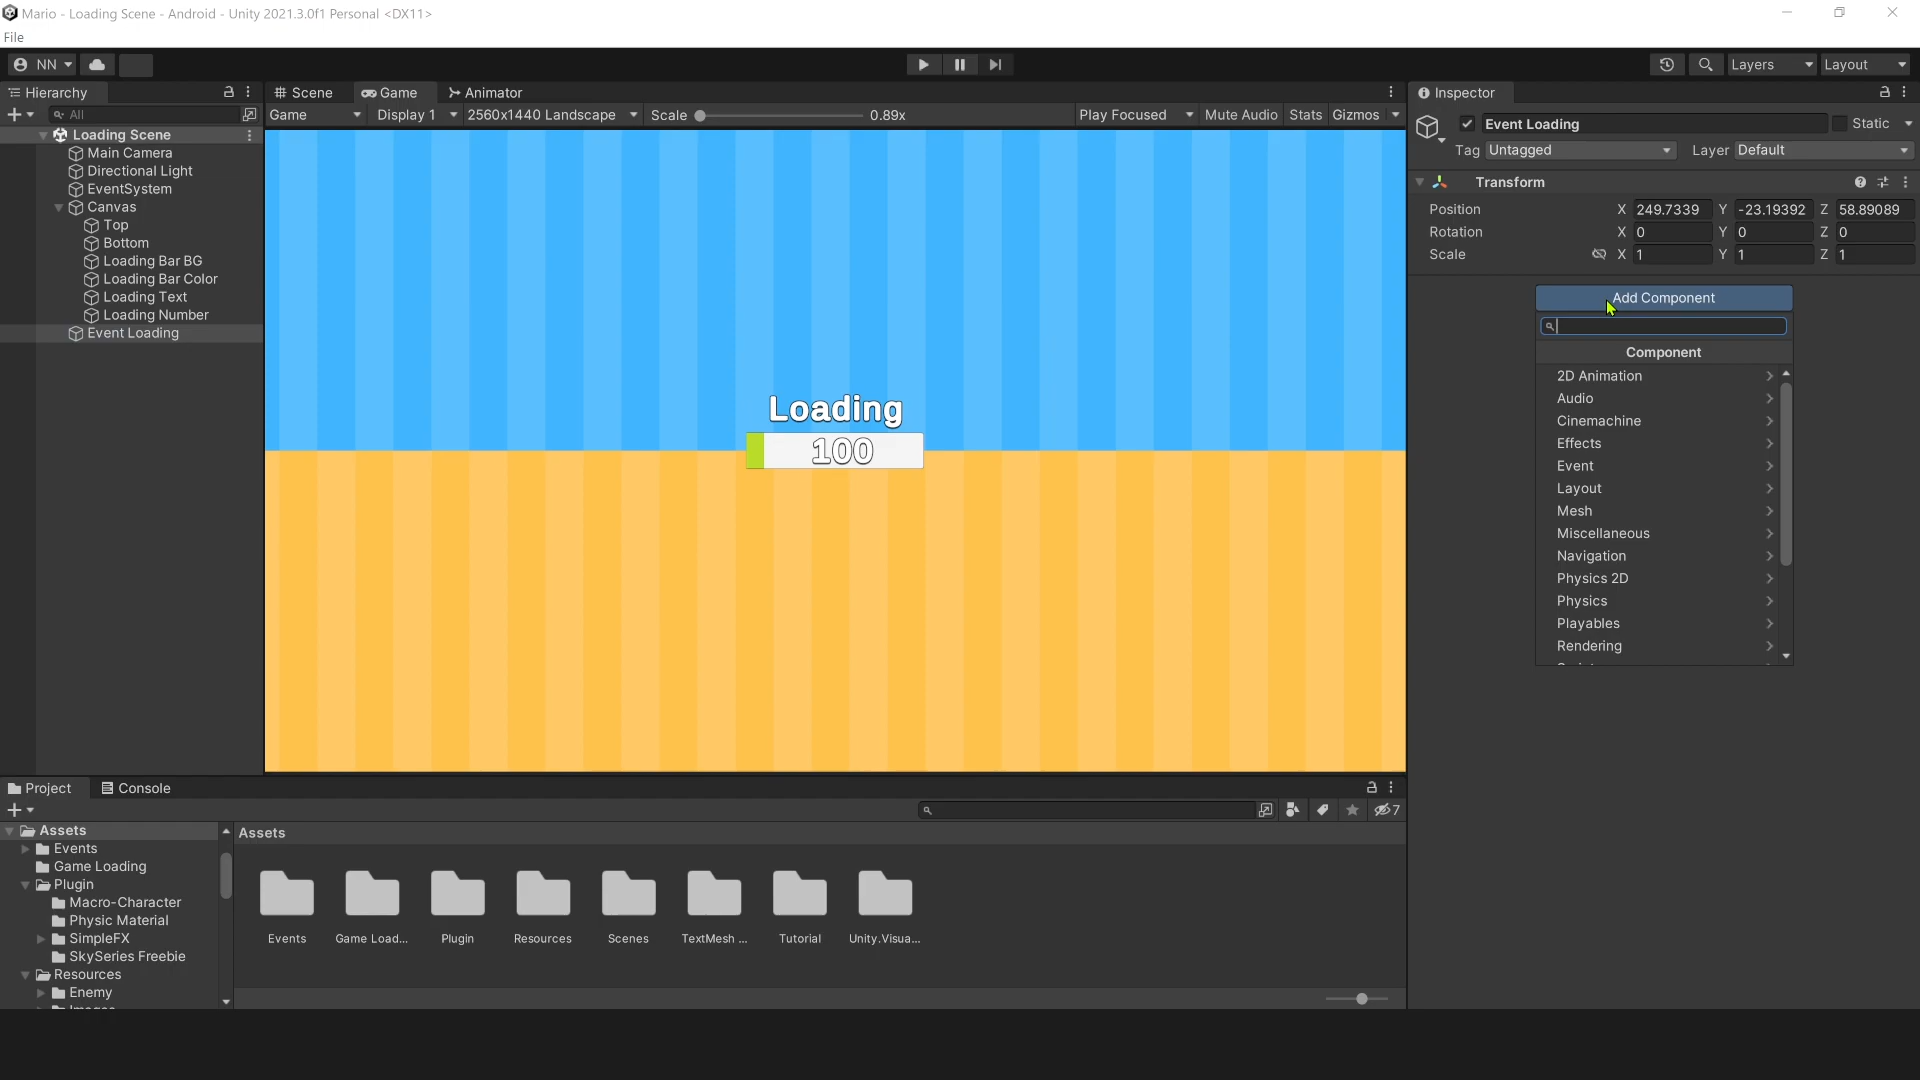 Mario - Loading Scene - Android - Unity 2021.3.0f1 Personal <DX11>
File
NN
Layers
Layout
Hierarchy
Scene
Game
Animator
Inspector
All
Game
Display 1
2560x1440 Landscape
Scale
0.89x
Play Focused
Mute Audio
Stats
Gizmos
Event Loading
Static
Tag Untagged
Layer Default
Loading Scene
Main Camera
Directional Light
EventSystem
Canvas
Top
Bottom
Loading Bar BG
Loading Bar Color
Loading Text
Loading Number
Event Loading
Transform
Position X 249.7339 Y -23.19392 Z 58.89089
Rotation X 0 Y 0 Z 0
Scale X 1 Y 1 Z 1
Add Component
Component
2D Animation
Audio
Cinemachine
Effects
Event
Layout
Mesh
Miscellaneous
Navigation
Physics 2D
Physics
Playables
Rendering
Loading
100
Project
Console
7
Assets
Events
Game Loading
Plugin
Macro-Character
Physic Material
SimpleFX
SkySeries Freebie
Resources
Enemy
Assets
Events
Game Load...
Plugin
Resources
Scenes
TextMesh ...
Tutorial
Unity.Visua...